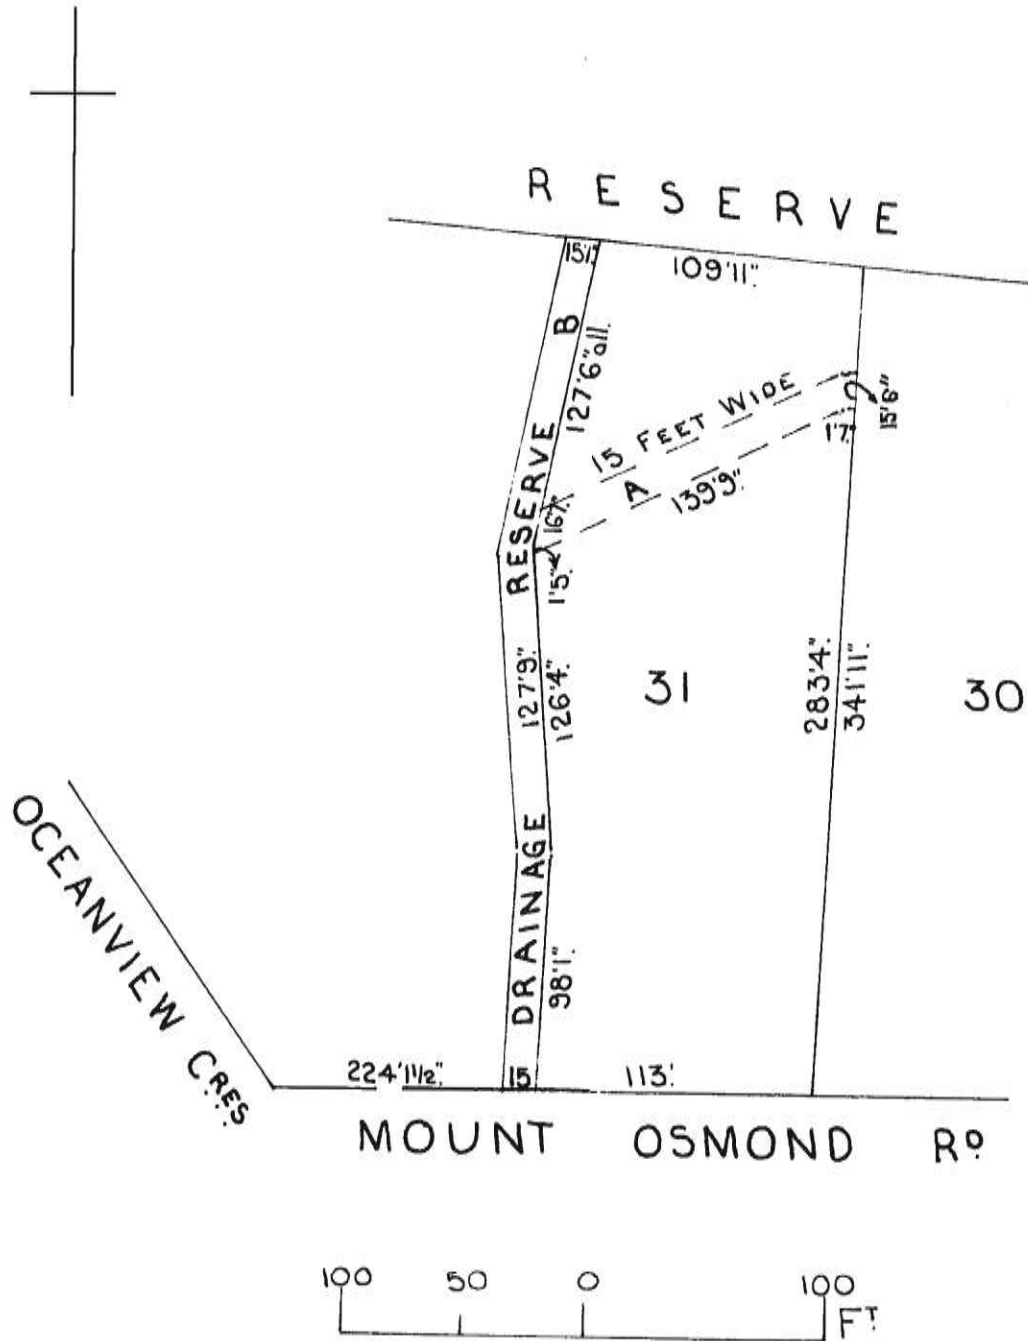 RESERVE
15'1"
109'11"
B
127'6" all.
15 FEET WIDE
A
139'9"
15'6"
1'7"
16'7"
1'5"
RESERVE
127'9"
126'4"
31
283'4"
341'11"
30
DRAINAGE
98'1"
OCEANVIEW CRES
224'1½"
15
113'
MOUNT OSMOND RD
100 50 0 100
FT